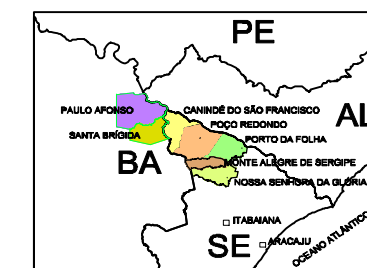 PE
PAULO AFONSO
CANINDÉ DO SÃO FRANCISCO
AL
POÇO REDONDO
SANTA BRÍGIDA
PORTO DA FOLHA
BA
MONTE ALEGRE DE SERGIPE
NOSSA SENHORA DA GLÓRIA
ITABAIANA
SE
ARACAJU
OCEANO ATLÂNTICO